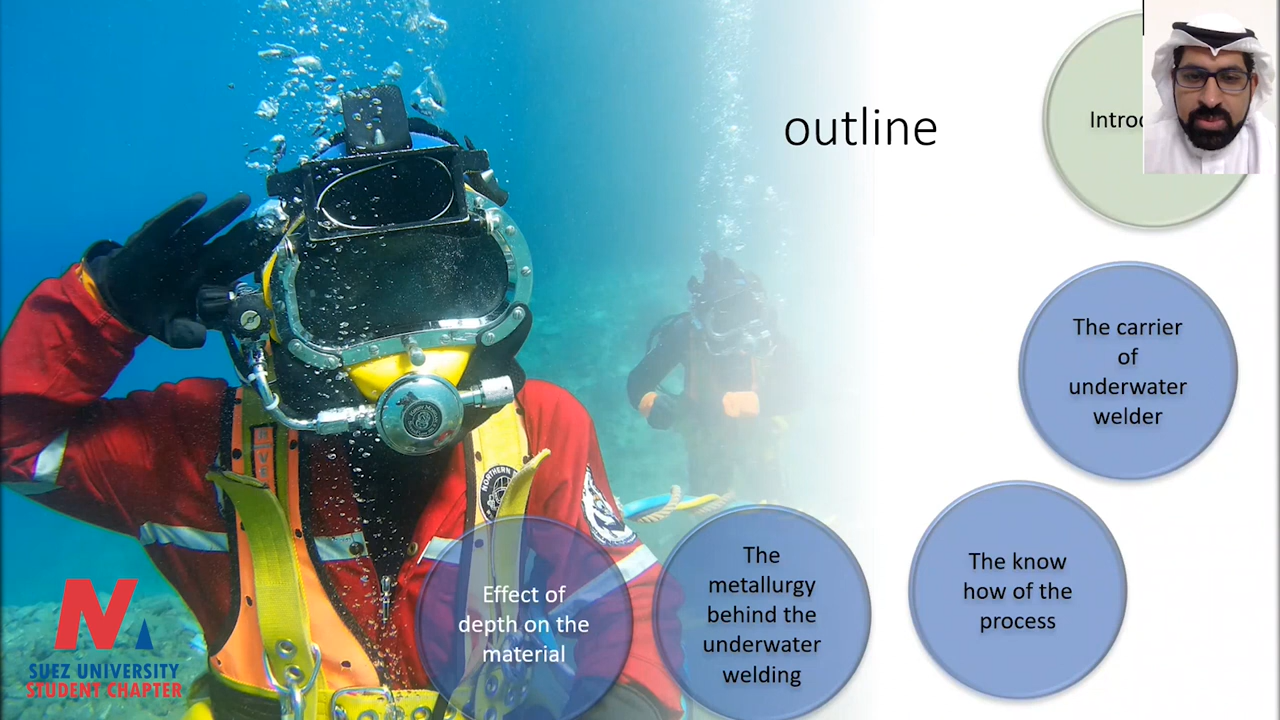 outline
The carrier
of
underwater
welder
The know
how of the
process
The
metallurgy
behind the
underwater
welding
Effect of
depth on the
material
NORTHERN
SUEZ UNIVERSITY
STUDENT CHAPTER